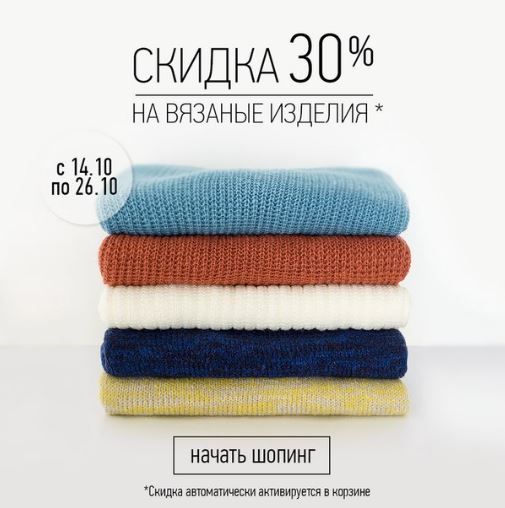 СКИДКА 30%
НА ВЯЗАНЫЕ ИЗДЕЛИЯ *
с 14.10
по 26.10
начать шопинг
*Скидка автоматически активируется в корзине